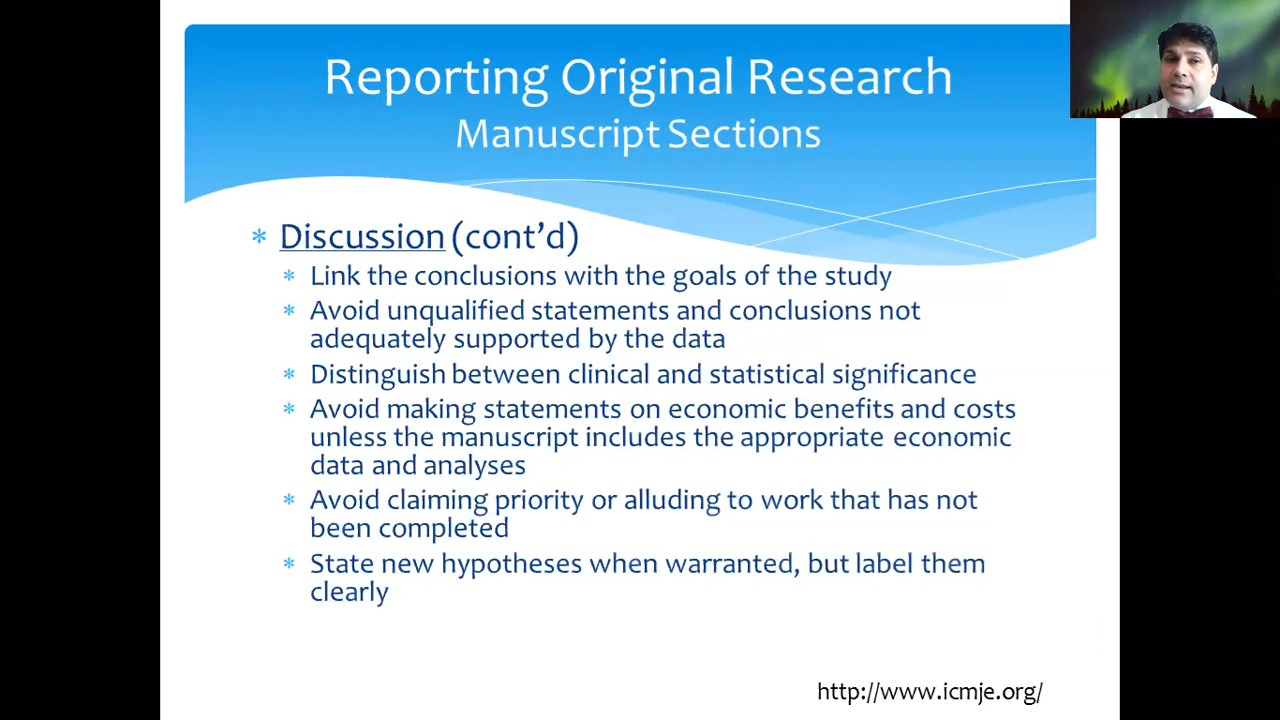 Reporting Original Research
Manuscript Sections
* Discussion (cont’d)
* Link the conclusions with the goals of the study
* Avoid unqualified statements and conclusions not
adequately supported by the data
* Distinguish between clinical and statistical significance
* Avoid making statements on economic benefits and costs
unless the manuscript includes the appropriate economic
data and analyses
* Avoid claiming priority or alluding to work that has not
been completed
* State new hypotheses when warranted, but label them
clearly
http://www.icmje.org/